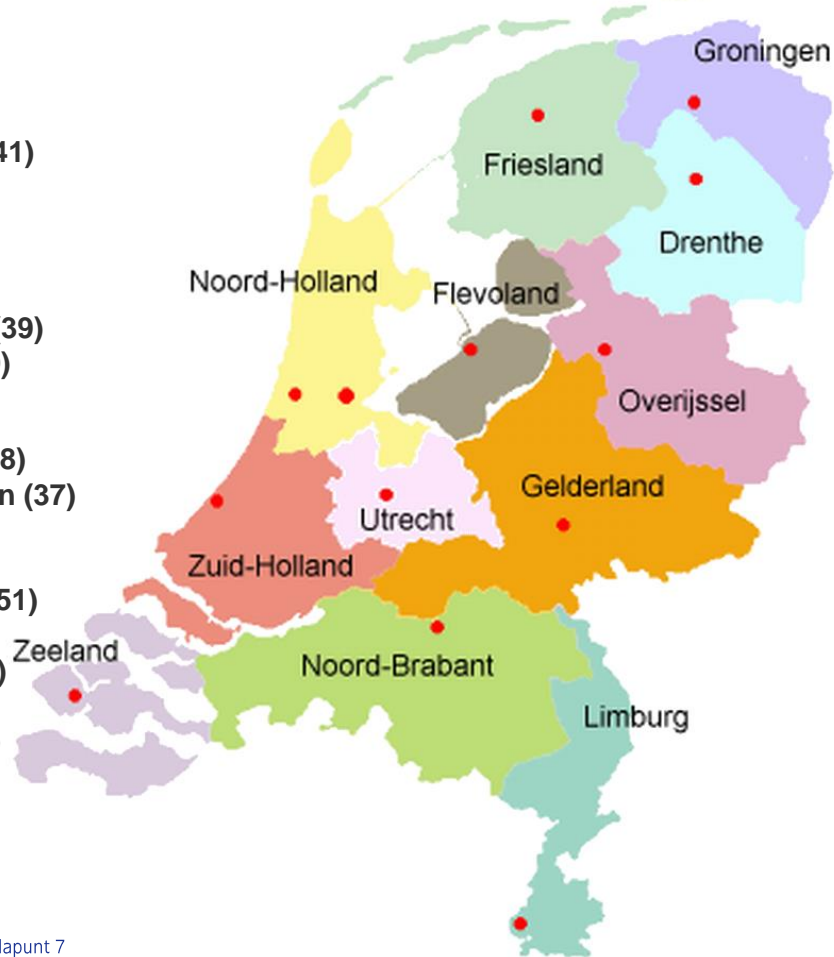 Groningen
41)
Friesland
Drenthe
Noord-Holland
Flevoland
(39)
)
Overijssel
8)
Gelderland
n (37)
Utrecht
Zuid-Holland
51)
Zeeland
Noord-Brabant
)
Limburg
lapunt 7